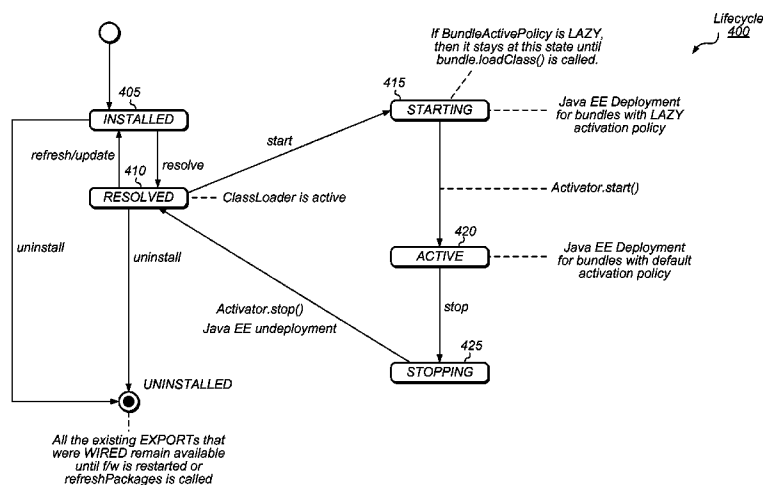 Lifecycle
400
If BundleActivePolicy is LAZY,
then it stays at this state until
bundle.loadClass() is called.
405
INSTALLED
415
STARTING
Java EE Deployment
for bundles with LAZY
activation policy
refresh/update
resolve
start
410
RESOLVED
ClassLoader is active
Activator.start()
uninstall
uninstall
420
ACTIVE
Java EE Deployment
for bundles with default
activation policy
Activator.stop()
Java EE undeployment
stop
425
STOPPING
UNINSTALLED
All the existing EXPORTs that
were WIRED remain available
until f/w is restarted or
refreshPackages is called